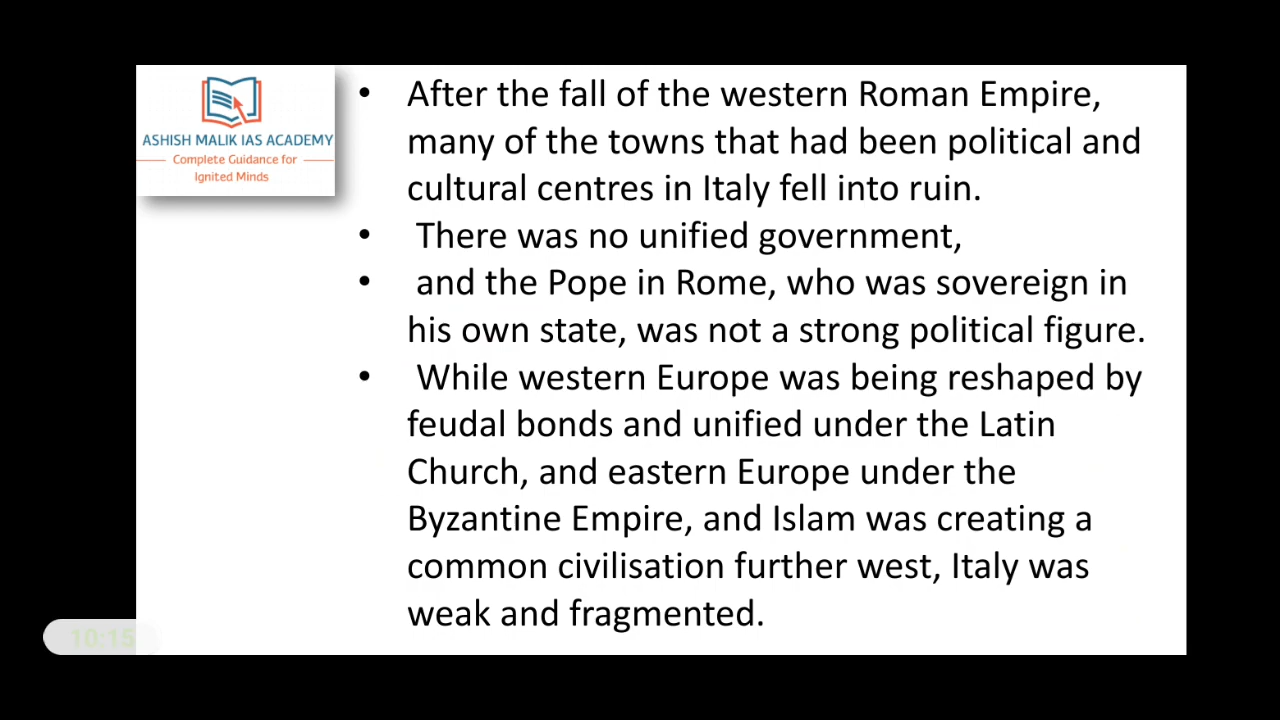 ASHISH MALIK IAS ACADEMY
Complete Guidance for
Ignited Minds
• After the fall of the western Roman Empire,
many of the towns that had been political and
cultural centres in Italy fell into ruin.
• There was no unified government,
• and the Pope in Rome, who was sovereign in
his own state, was not a strong political figure.
• While western Europe was being reshaped by
feudal bonds and unified under the Latin
Church, and eastern Europe under the
Byzantine Empire, and Islam was creating a
common civilisation further west, Italy was
weak and fragmented.
10:15